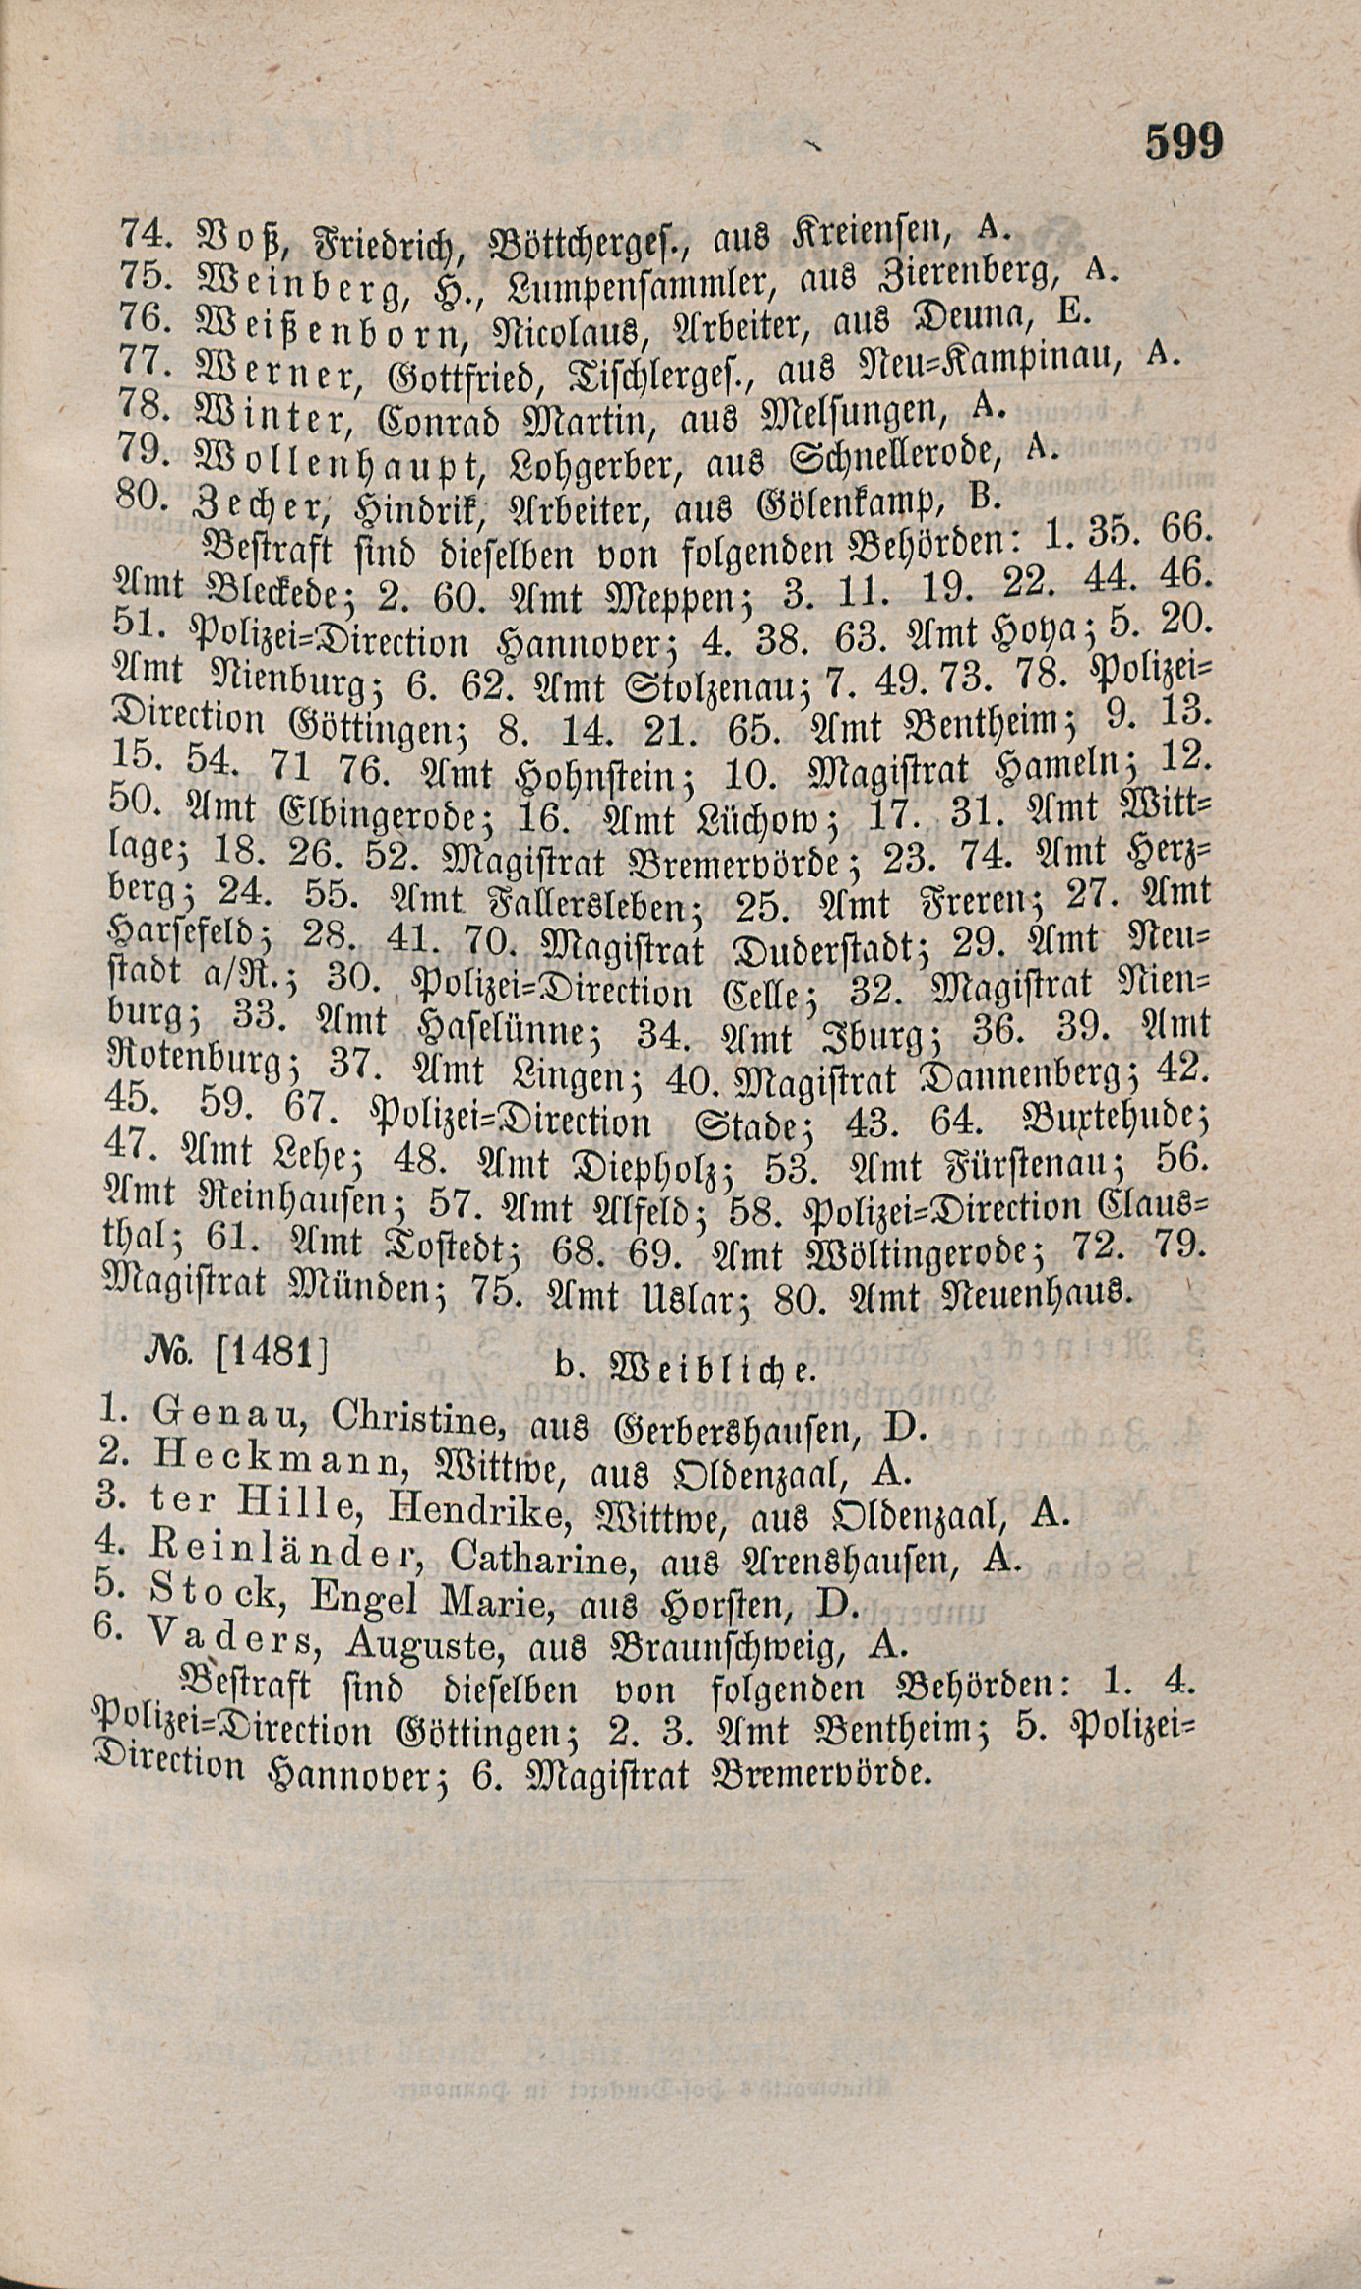 599
74. Voß, Friedrich, Böttcherges., aus Kreiensen, A.
75. Weinberg, H., Lumpensammler, aus Zierenberg, A.
76. Weißenborn, Nicolaus, Arbeiter, aus Deuna, E.
77. Werner, Gottfried, Tischlerges., aus Neu-Kampinau, A.
78. Winter, Conrad Martin, aus Melsungen, A.
79. Wollenhaupt, Lohgerber, aus Schnellerode, A.
80. Zecher, Hindrik, Arbeiter, aus Gölenkamp, B.
Bestraft sind dieselben von folgenden Behörden: 1. 35. 66.
Amt Bleckede; 2. 60. Amt Meppen; 3. 11. 19. 22. 44. 46.
51. Polizei-Direction Hannover; 4. 38. 63. Amt Hoya; 5. 20.
Amt Nienburg; 6. 62. Amt Stolzenau; 7. 49. 73. 78. Polizei-
Direction Göttingen; 8. 14. 21. 65. Amt Bentheim; 9. 13.
15. 54. 71 76. Amt Hohnstein; 10. Magistrat Hameln; 12.
50. Amt Elbingerode; 16. Amt Lüchow; 17. 31. Amt Witt-
lage; 18. 26. 52. Magistrat Bremervörde; 23. 74. Amt Herz-
berg; 24. 55. Amt Fallersleben; 25. Amt Freren; 27. Amt
Harsefeld; 28. 41. 70. Magistrat Duderstadt; 29. Amt Neu-
stadt a/R.; 30. Polizei-Direction Celle; 32. Magistrat Nien-
burg; 33. Amt Haselünne; 34. Amt Iburg; 36. 39. Amt
Rotenburg; 37. Amt Lingen; 40. Magistrat Dannenberg; 42.
45. 59. 67. Polizei-Direction Stade; 43. 64. Buxtehude;
47. Amt Lehe; 48. Amt Diepholz; 53. Amt Fürstenau; 56.
Amt Reinhausen; 57. Amt Alfeld; 58. Polizei-Direction Claus-
thal; 61. Amt Tostedt; 68. 69. Amt Wöltingerode; 72. 79.
Magistrat Münden; 75. Amt Uslar; 80. Amt Neuenhaus.
No. [1481] b. Weibliche.
1. Genau, Christine, aus Gerbershausen, D.
2. Heckmann, Wittwe, aus Oldenzaal, A.
3. ter Hille, Hendrike, Wittwe, aus Oldenzaal, A.
4. Reinländer, Catharine, aus Arenshausen, A.
5. Stock, Engel Marie, aus Horsten, D.
6. Vaders, Auguste, aus Braunschweig, A.
Bestraft sind dieselben von folgenden Behörden: 1. 4.
Polizei-Direction Göttingen; 2. 3. Amt Bentheim; 5. Polizei-
Direction Hannover; 6. Magistrat Bremervörde.